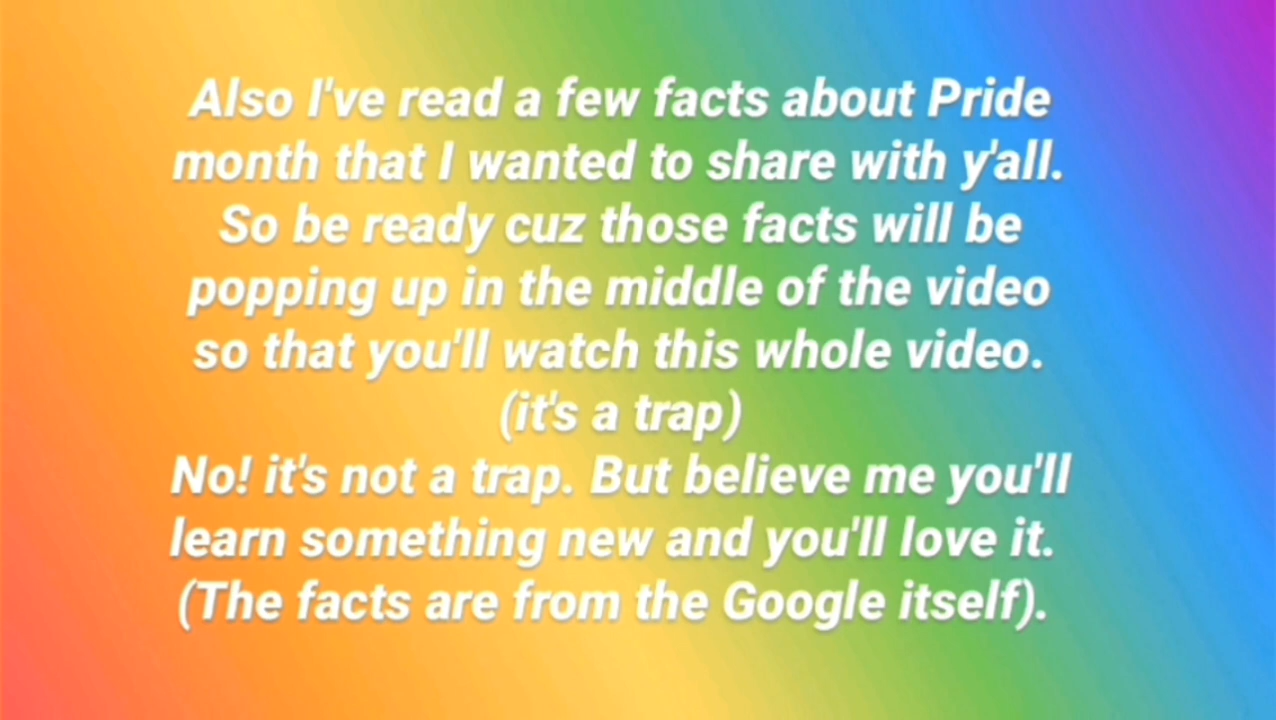 Also I've read a few facts about Pride
month that I wanted to share with y'all.
So be ready cuz those facts will be
popping up in the middle of the video
so that you'll watch this whole video.
(it's a trap)
No! it's not a trap. But believe me you'll
learn something new and you'll love it.
(The facts are from the Google itself).